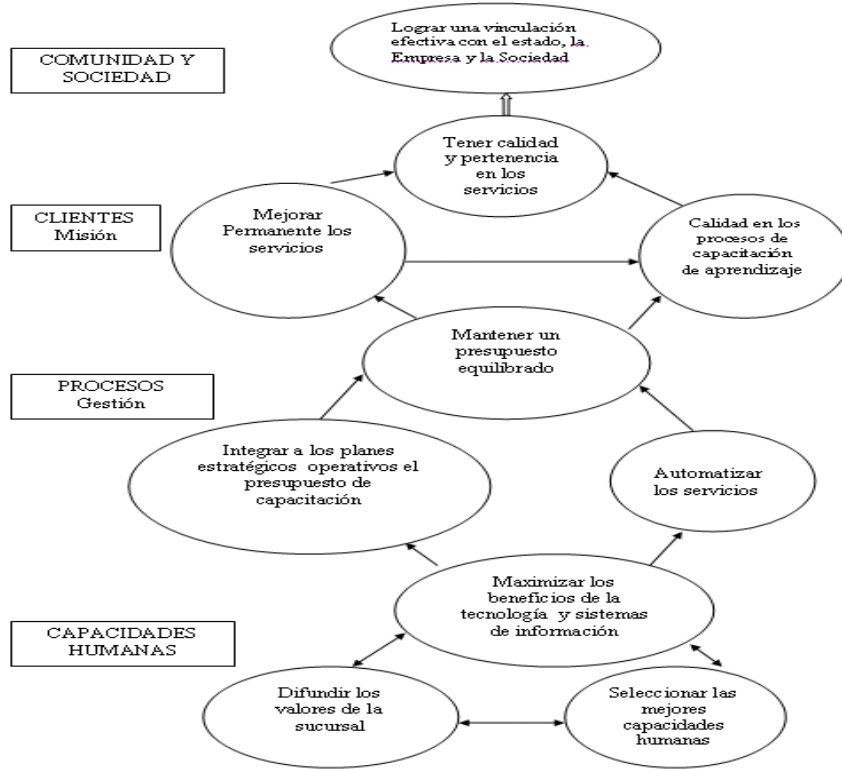 Lograr una vinculación
efectiva con el estado, la
Empresa y la Sociedad
COMUNIDAD Y
SOCIEDAD
Tener calidad
y pertenencia
en los
servicios
CLIENTES
Misión
Mejorar
Permanente los
servicios
Calidad en los
procesos de
capacitación
de aprendizaje
Mantener un
presupuesto
equilibrado
PROCESOS
Gestión
Integrar a los planes
estratégicos operativos el
presupuesto de
capacitación
Automatizar
los servicios
Maximizar los
beneficios de la
tecnología y sistemas
de información
CAPACIDADES
HUMANAS
Difundir los
valores de la
sucursal
Seleccionar las
mejores
capacidades
humanas